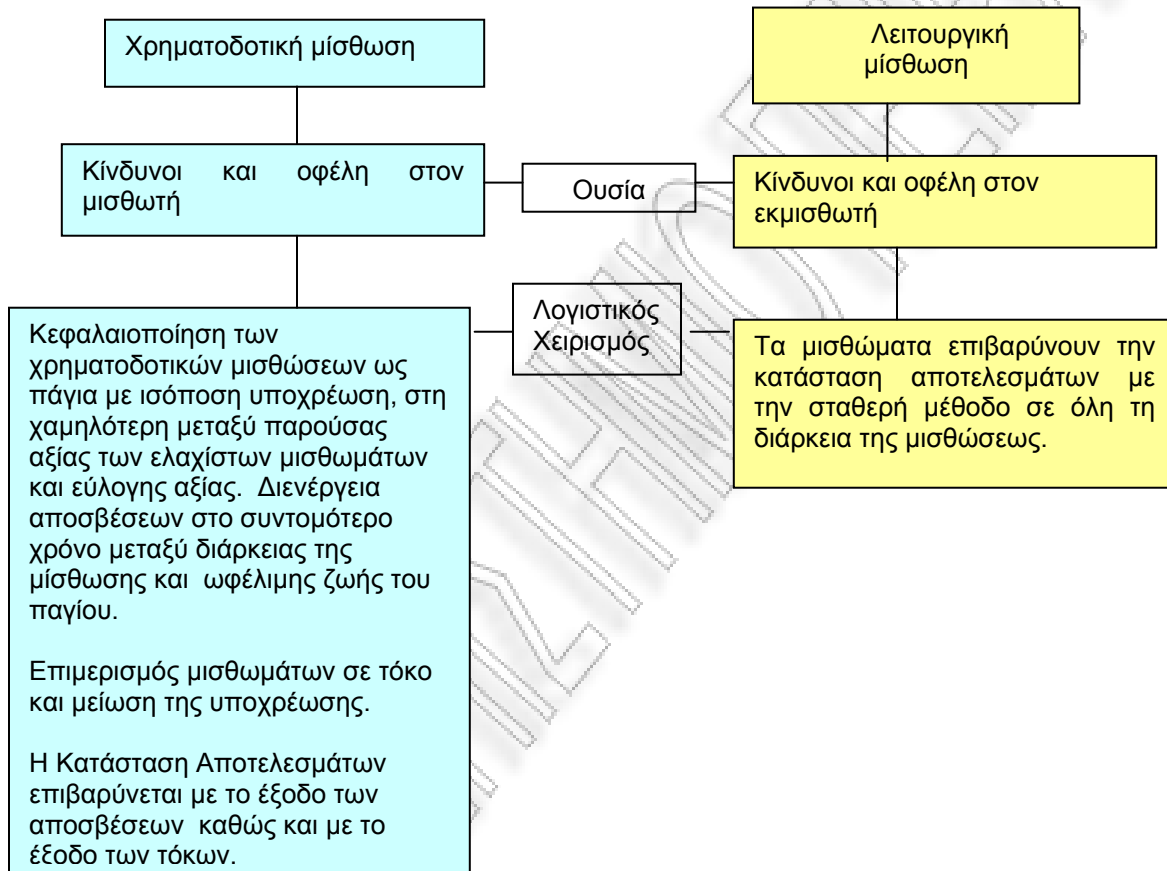 Χρηματοδοτική μίσθωση
Λειτουργική
μίσθωση
Κίνδυνοι και οφέλη στον
μισθωτή
Ουσία
Κίνδυνοι και οφέλη στον
εκμισθωτή
Κεφαλαιοποίηση των
χρηματοδοτικών μισθώσεων ως
πάγια με ισόποση υποχρέωση, στη
χαμηλότερη μεταξύ παρούσας
αξίας των ελαχίστων μισθωμάτων
και εύλογης αξίας. Διενέργεια
αποσβέσεων στο συντομότερο
χρόνο μεταξύ διάρκειας της
μίσθωσης και ωφέλιμης ζωής του
παγίου.
Επιμερισμός μισθωμάτων σε τόκο
και μείωση της υποχρέωσης.
Η Κατάσταση Αποτελεσμάτων
επιβαρύνεται με το έξοδο των
αποσβέσεων καθώς και με το
έξοδο των τόκων.
Λογιστικός
Χειρισμός
Τα μισθώματα επιβαρύνουν την
κατάσταση αποτελεσμάτων με
την σταθερή μέθοδο σε όλη τη
διάρκεια της μισθώσεως.